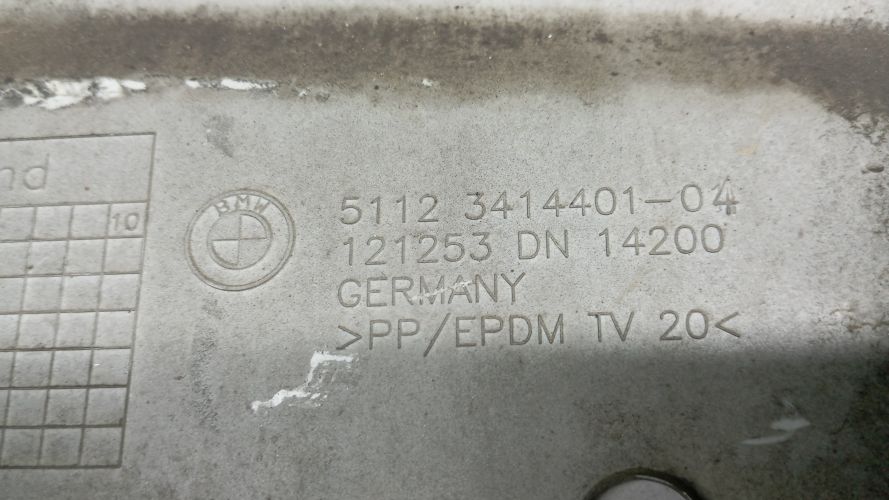 nd
10
BMW
5112 3414401-04
121253 DN 14200
GERMANY
>PP/EPDM TV 20<